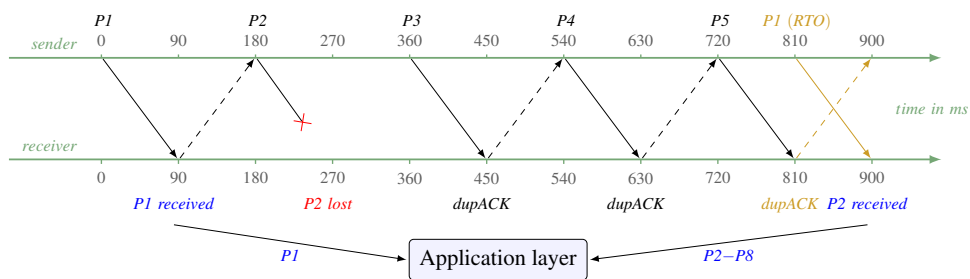 P1 P2 P3 P4 P5 P1 (RTO)
sender 0 90 180 270 360 450 540 630 720 810 900
time in ms
receiver
0 90 180 270 360 450 540 630 720 810 900
P1 received P2 lost dupACK dupACK dupACK P2 received
P1 Application layer P2−P8